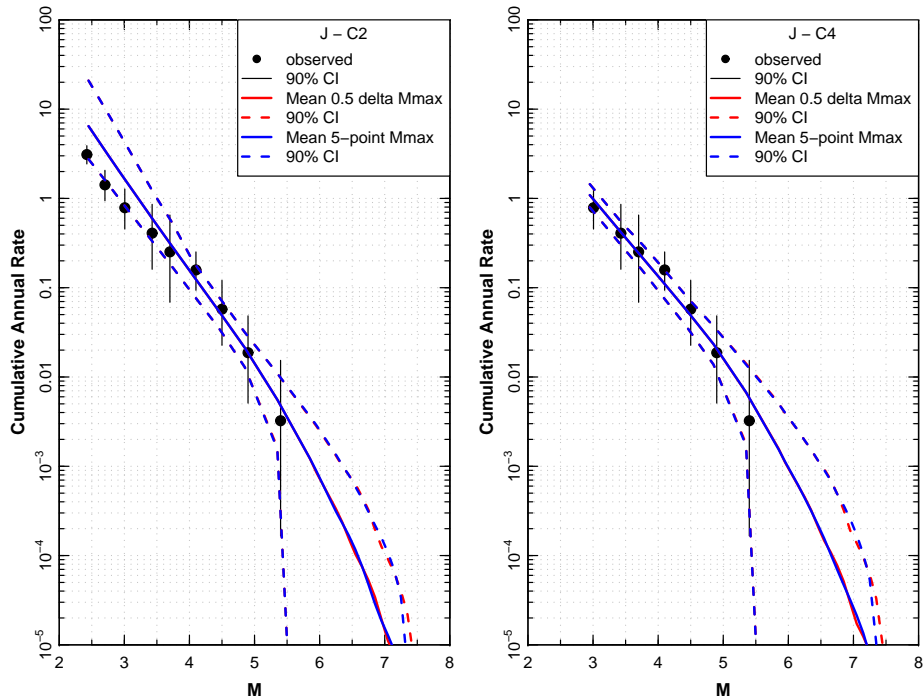 J − C2
observed
90% CI
Mean 0.5 delta Mmax
90% CI
Mean 5−point Mmax
90% CI
Cumulative Annual Rate
100
10
1
0.1
0.01
10−3
10−4
10−5
2 3 4 5 6 7 8
M
J − C4
observed
90% CI
Mean 0.5 delta Mmax
90% CI
Mean 5−point Mmax
90% CI
Cumulative Annual Rate
100
10
1
0.1
0.01
10−3
10−4
10−5
2 3 4 5 6 7 8
M